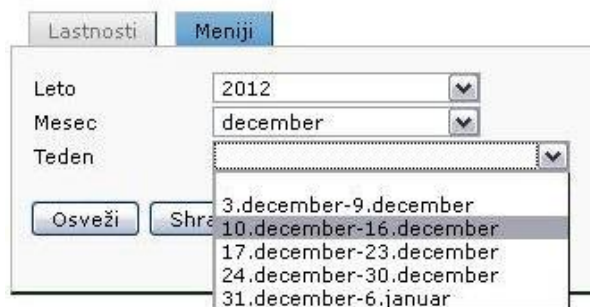 Lastnosti Meniji
Leto 2012
Mesec december
Teden
3.december-9.december
Osveži
10.december-16.december
17.december-23.december
24.december-30.december
31.december-6.januar